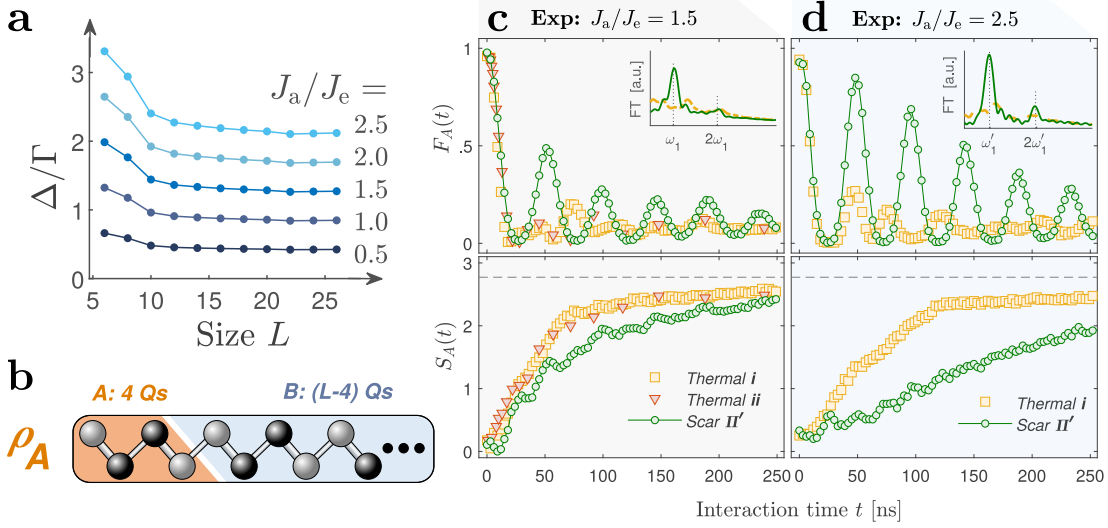 a
3
2
1
0
Δ/Γ
J_a/J_e =
2.5
2.0
1.5
1.0
0.5
6 10 15 20 25
Size L
b
A: 4 Qs
B: (L-4) Qs
ρ_A
c Exp: J_a/J_e = 1.5
1
.5
0
F_A(t)
FT [a.u.]
ω_1 2ω_1
3
2
1
0
S_A(t)
Thermal i
Thermal ii
Scar Π′
0 50 100 150 200 250
d Exp: J_a/J_e = 2.5
FT [a.u.]
ω′_1 2ω′_1
Thermal i
Scar Π′
0 50 100 150 200 250
Interaction time t [ns]